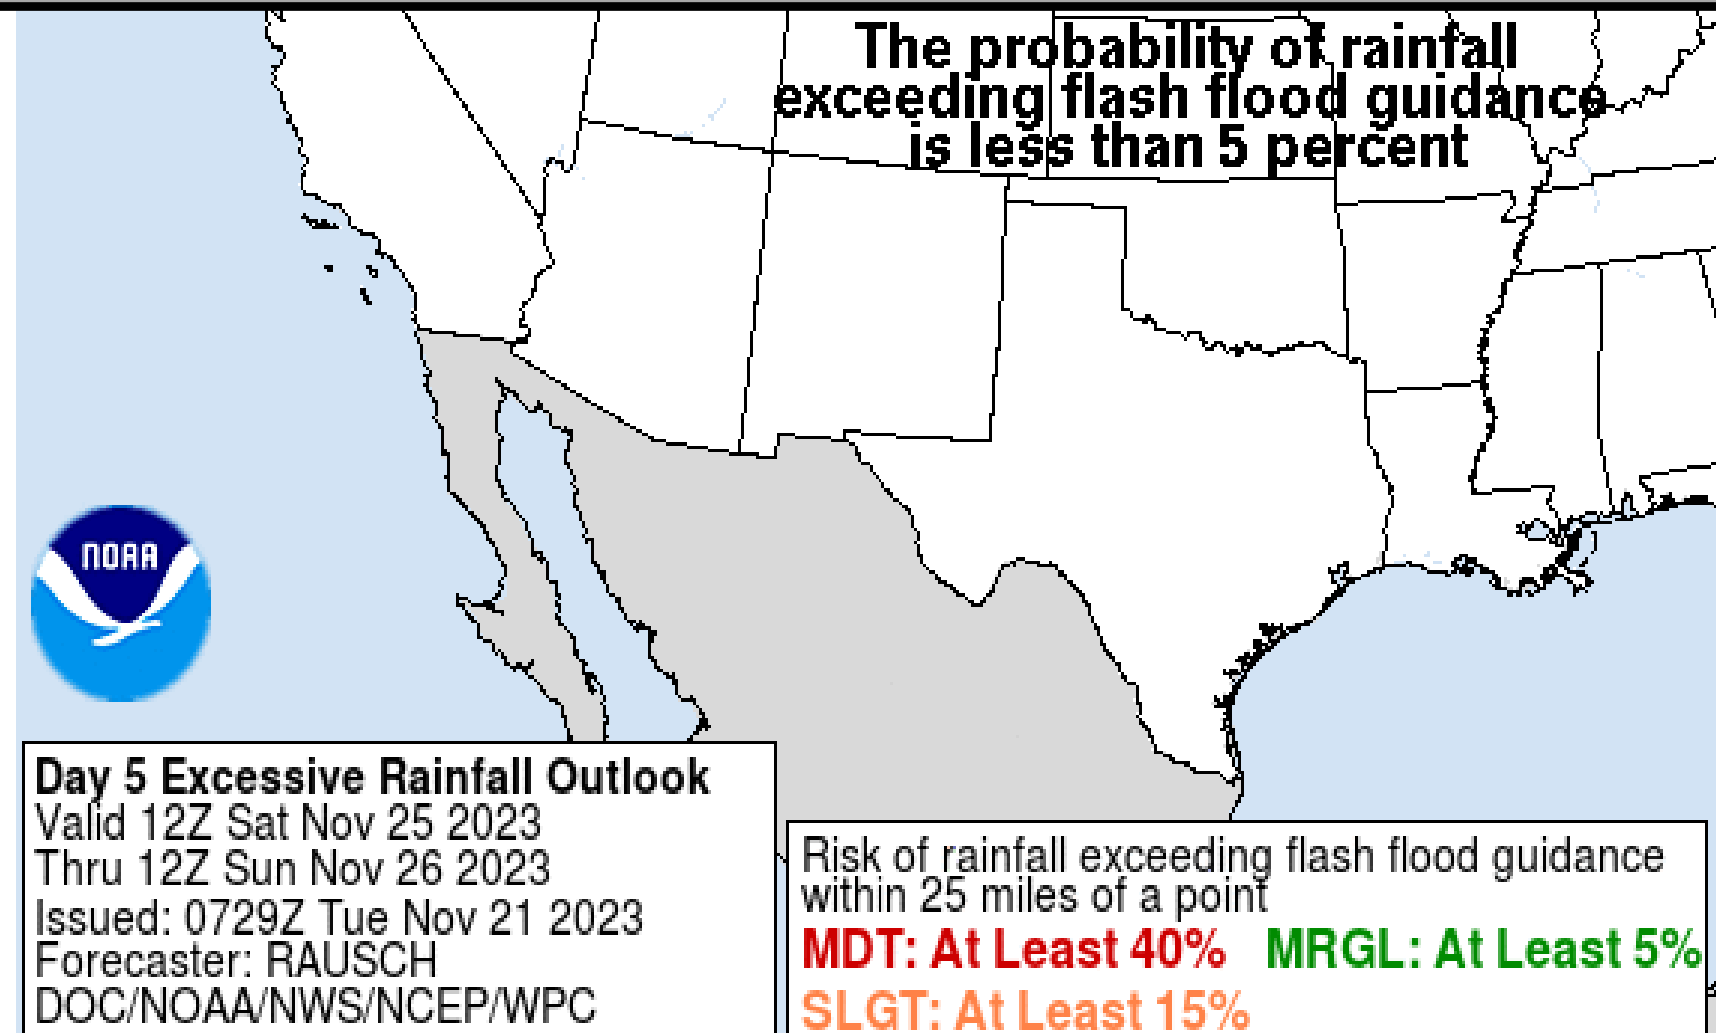 The probability of rainfall
exceeding flash flood guidance
is less than 5 percent
NOAA
Day 5 Excessive Rainfall Outlook
Valid 12Z Sat Nov 25 2023
Thru 12Z Sun Nov 26 2023
Issued: 0729Z Tue Nov 21 2023
Forecaster: RAUSCH
DOC/NOAA/NWS/NCEP/WPC
Risk of rainfall exceeding flash flood guidance
within 25 miles of a point
MDT: At Least 40% MRGL: At Least 5%
SLGT: At Least 15%